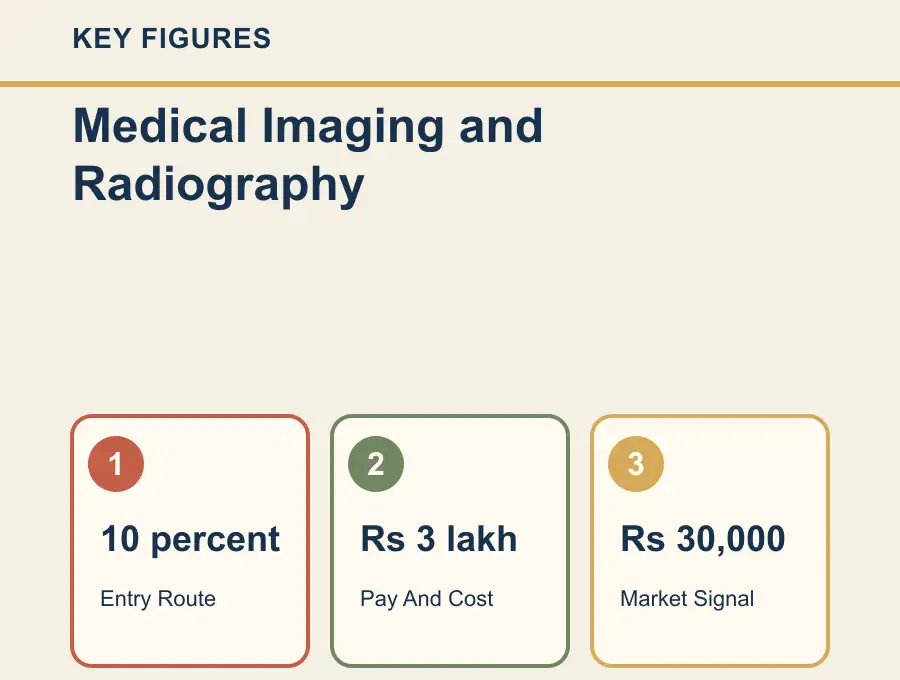 KEY FIGURES
Medical Imaging and
Radiography
1
10 percent
Entry Route
2
Rs 3 lakh
Pay And Cost
3
Rs 30,000
Market Signal